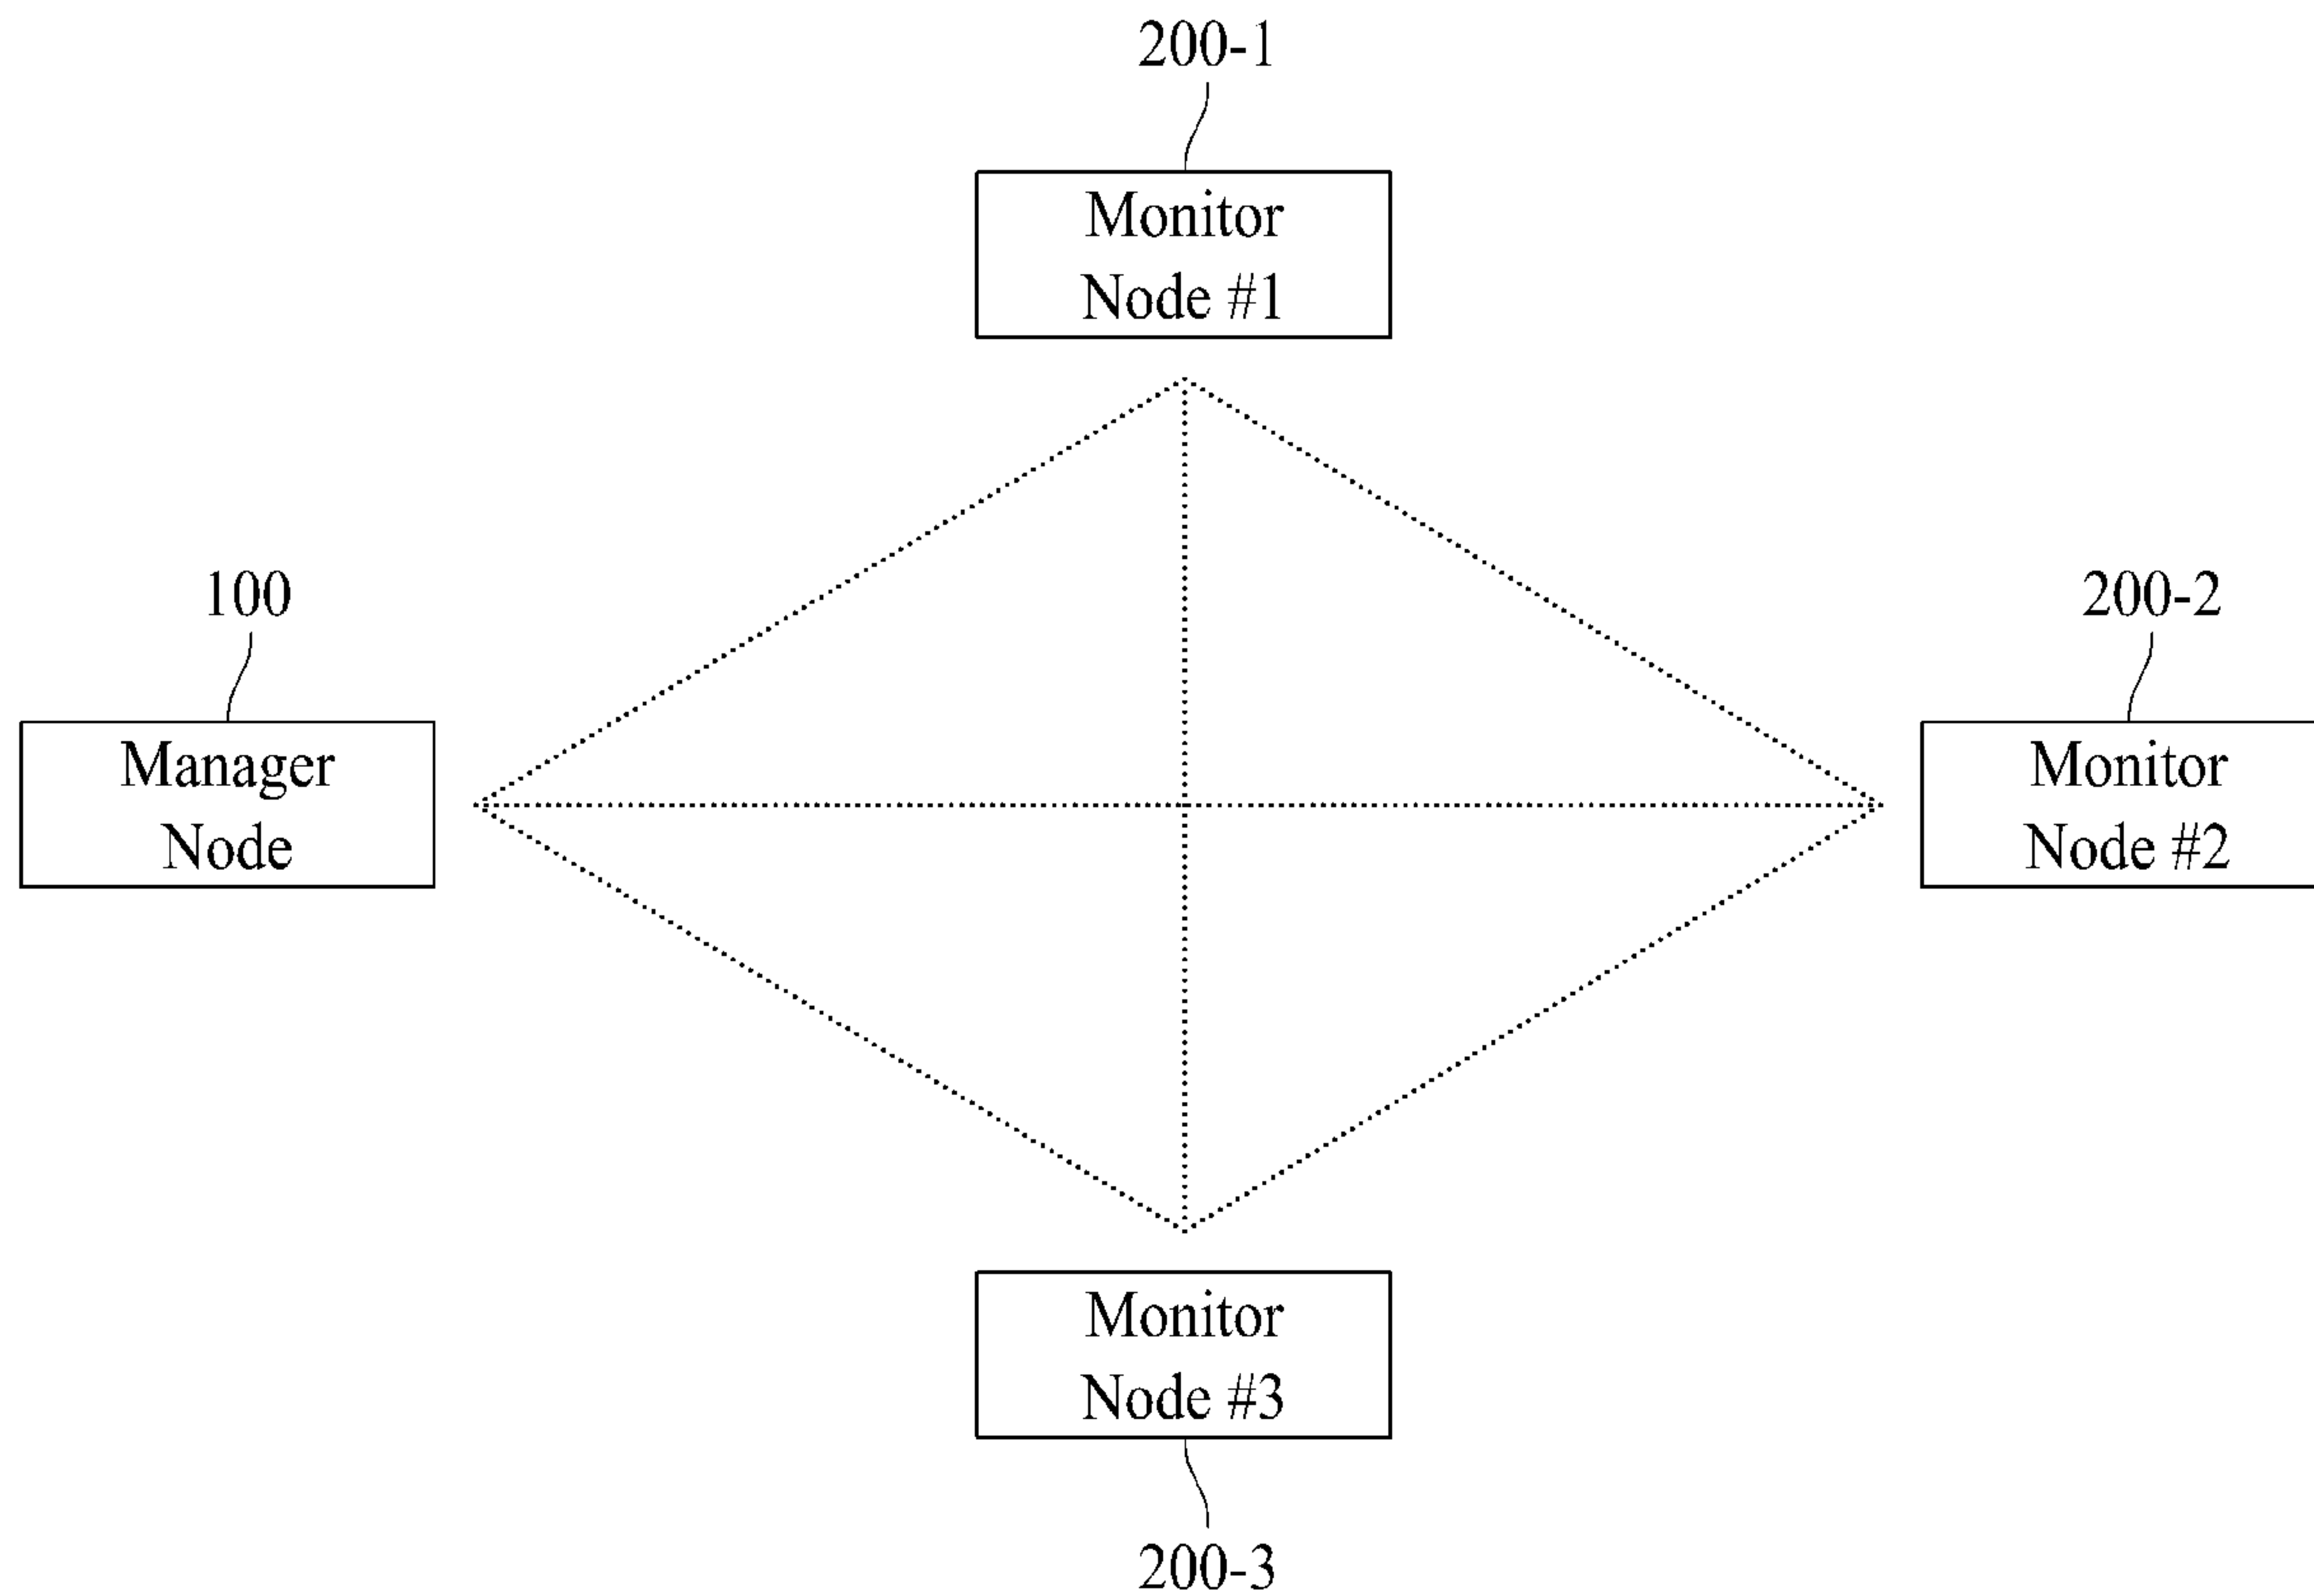 200-1
Monitor
Node #1
100
Manager
Node
200-2
Monitor
Node #2
Monitor
Node #3
200-3